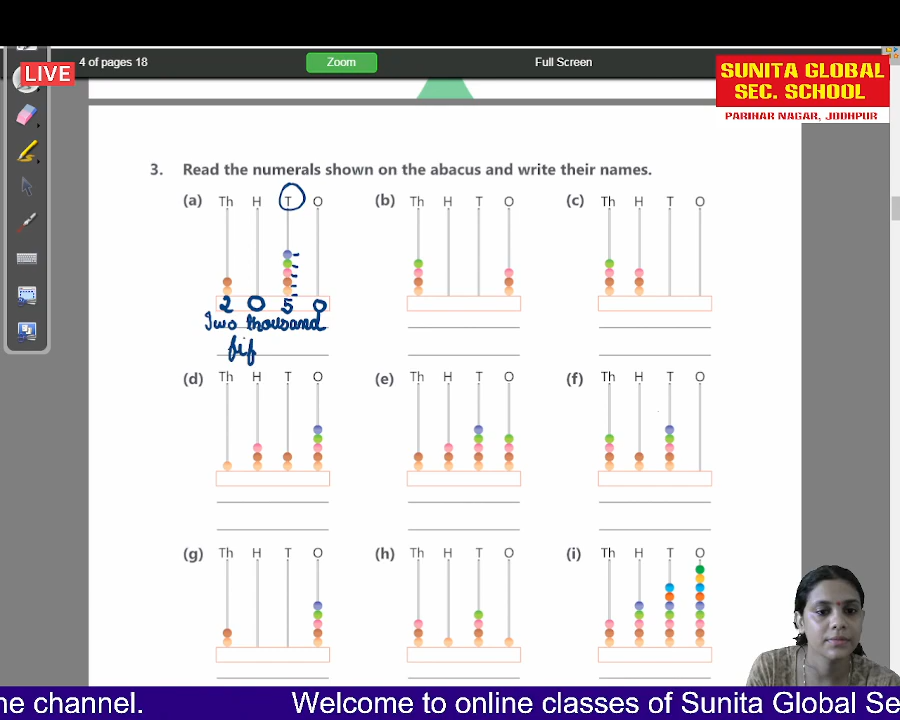 LIVE
4 of pages 18
Zoom
Full Screen
SUNITA GLOBAL
SEC. SCHOOL
PARIHAR NAGAR, JODHPUR
3. Read the numerals shown on the abacus and write their names.
(a) Th H T O
(b) Th H T O
(c) Th H T O
2 0 5 0
Two thousand
fif
(d) Th H T O
(e) Th H T O
(f) Th H T O
(g) Th H T O
(h) Th H T O
(i) Th H T O
ne channel. Welcome to online classes of Sunita Global Se